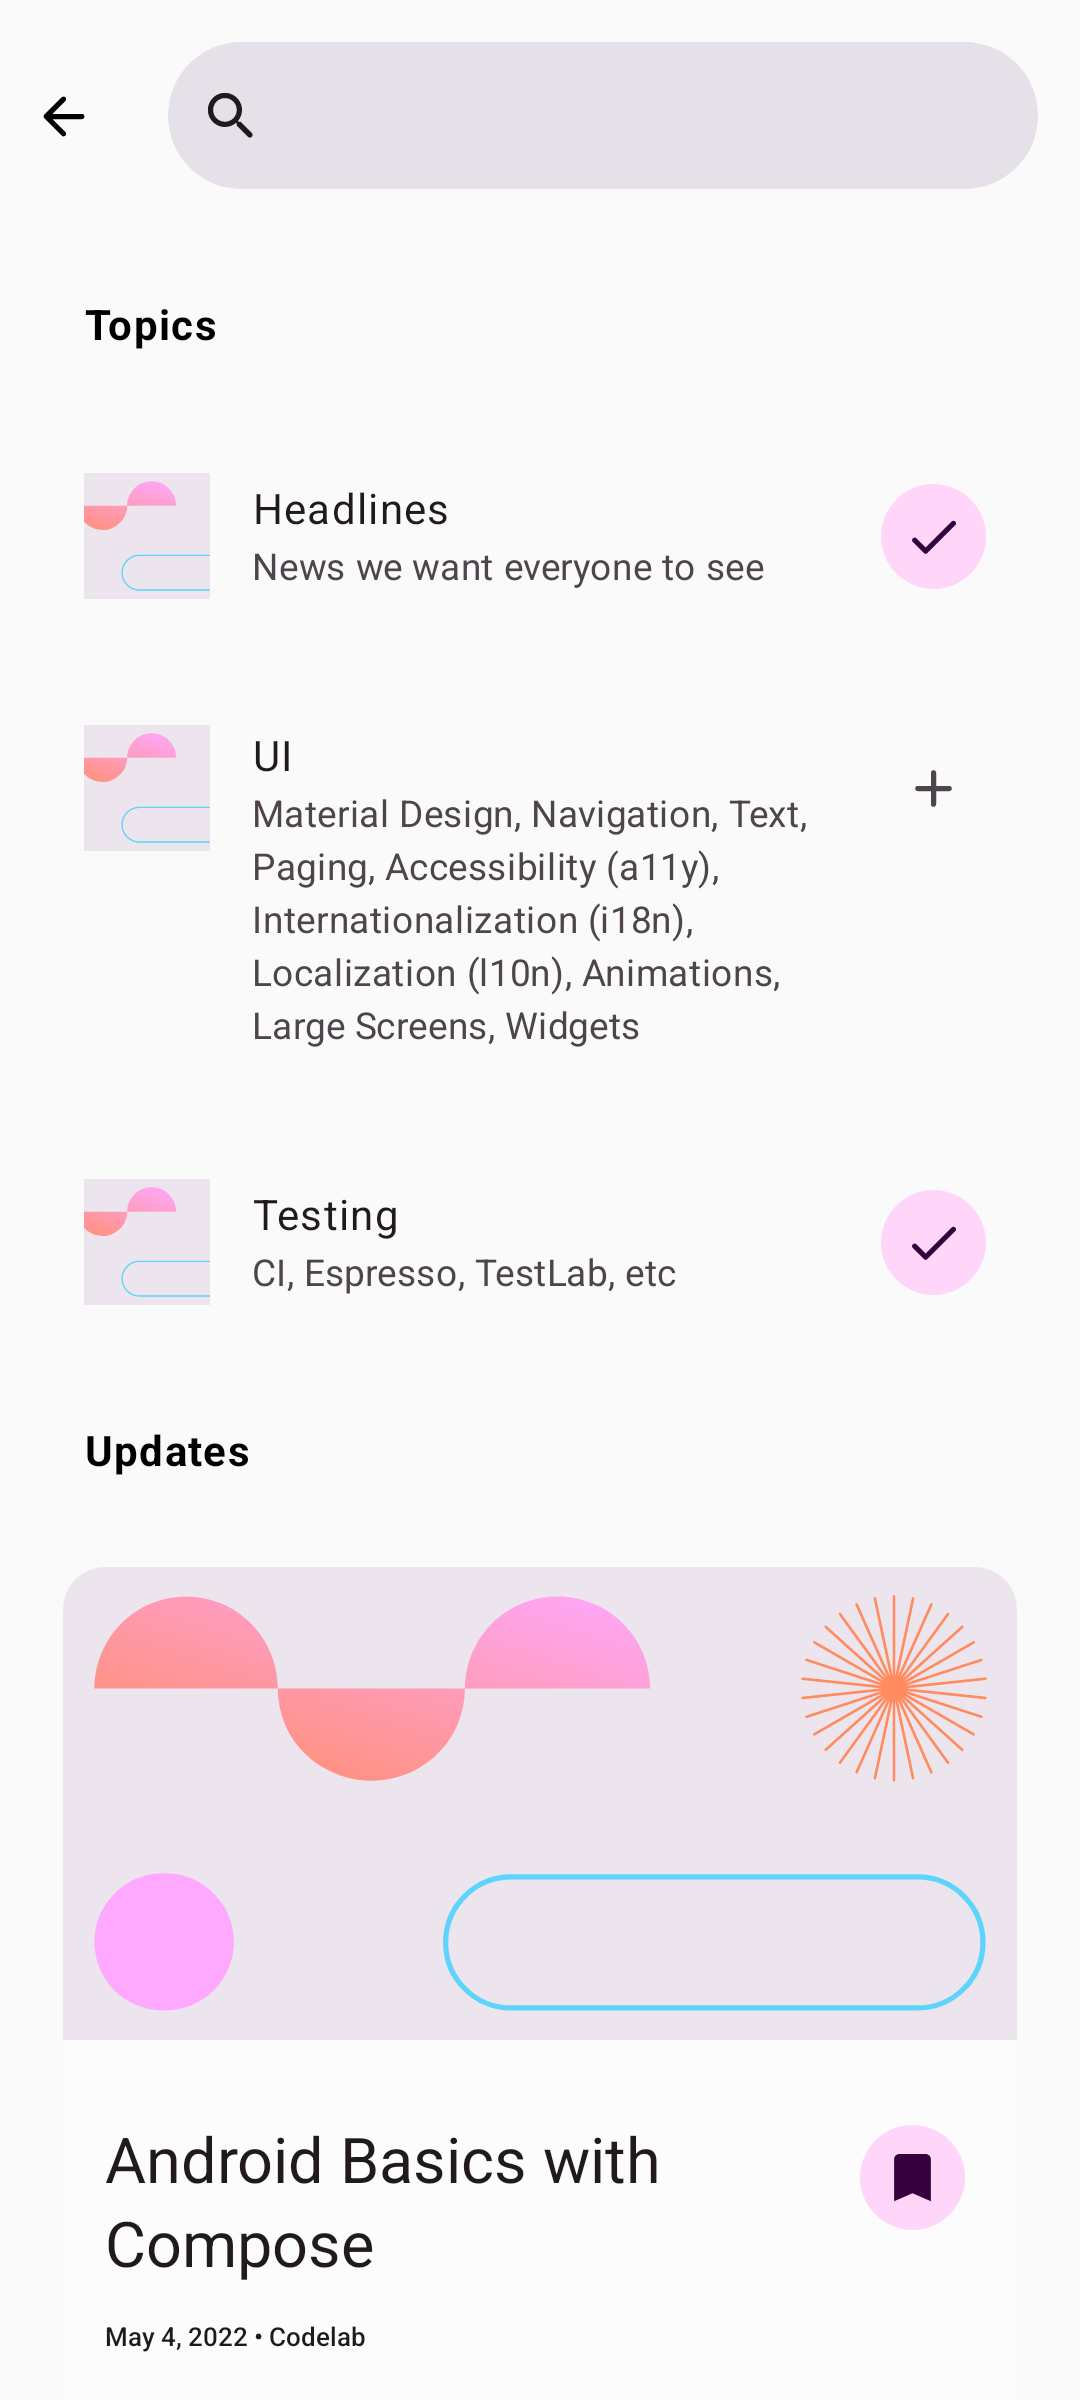 Topics
Headlines
News we want everyone to see
UI
Material Design, Navigation, Text,
Paging, Accessibility (a11y),
Internationalization (i18n),
Localization (l10n), Animations,
Large Screens, Widgets
Testing
CI, Espresso, TestLab, etc
Updates
Android Basics with
Compose
May 4, 2022 • Codelab